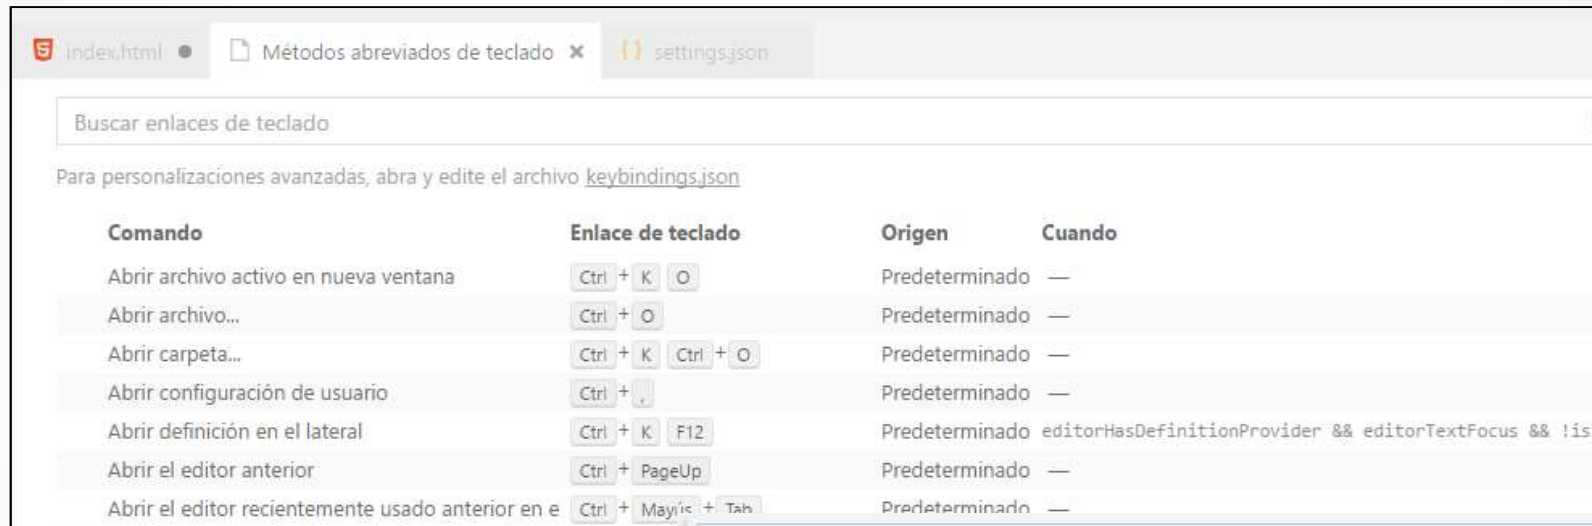 index.html ● Métodos abreviados de teclado × {} settings.json
Buscar enlaces de teclado
Para personalizaciones avanzadas, abra y edite el archivo keybindings.json
Comando Enlace de teclado Origen Cuando
Abrir archivo activo en nueva ventana Ctrl + K O Predeterminado —
Abrir archivo... Ctrl + O Predeterminado —
Abrir carpeta... Ctrl + K Ctrl + O Predeterminado —
Abrir configuración de usuario Ctrl + , Predeterminado —
Abrir definición en el lateral Ctrl + K F12 Predeterminado editorHasDefinitionProvider && editorTextFocus && !is
Abrir el editor anterior Ctrl + PageUp Predeterminado —
Abrir el editor recientemente usado anterior en e Ctrl + Mayús + Tab Predeterminado —